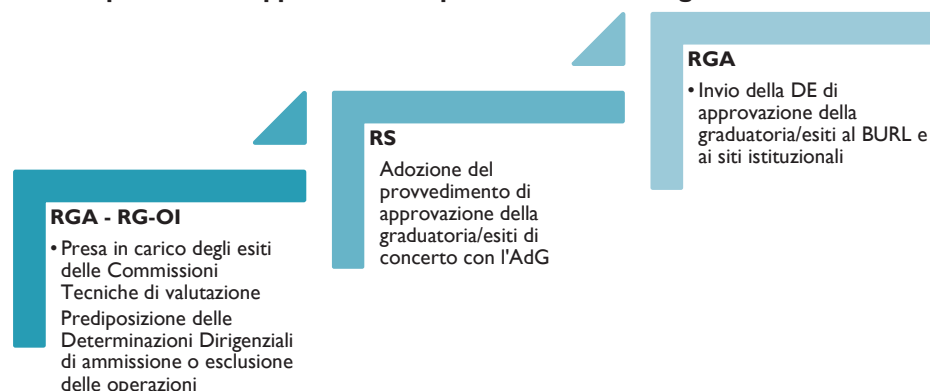 RGA - RG-OI
• Presa in carico degli esiti
delle Commissioni
Tecniche di valutazione
Prediposizione delle
Determinazioni Dirigenziali
di ammissione o esclusione
delle operazioni
RS
Adozione del
provvedimento di
approvazione della
graduatoria/esiti di
concerto con l'AdG
RGA
• Invio della DE di
approvazione della
graduatoria/esiti al BURL e
ai siti istituzionali